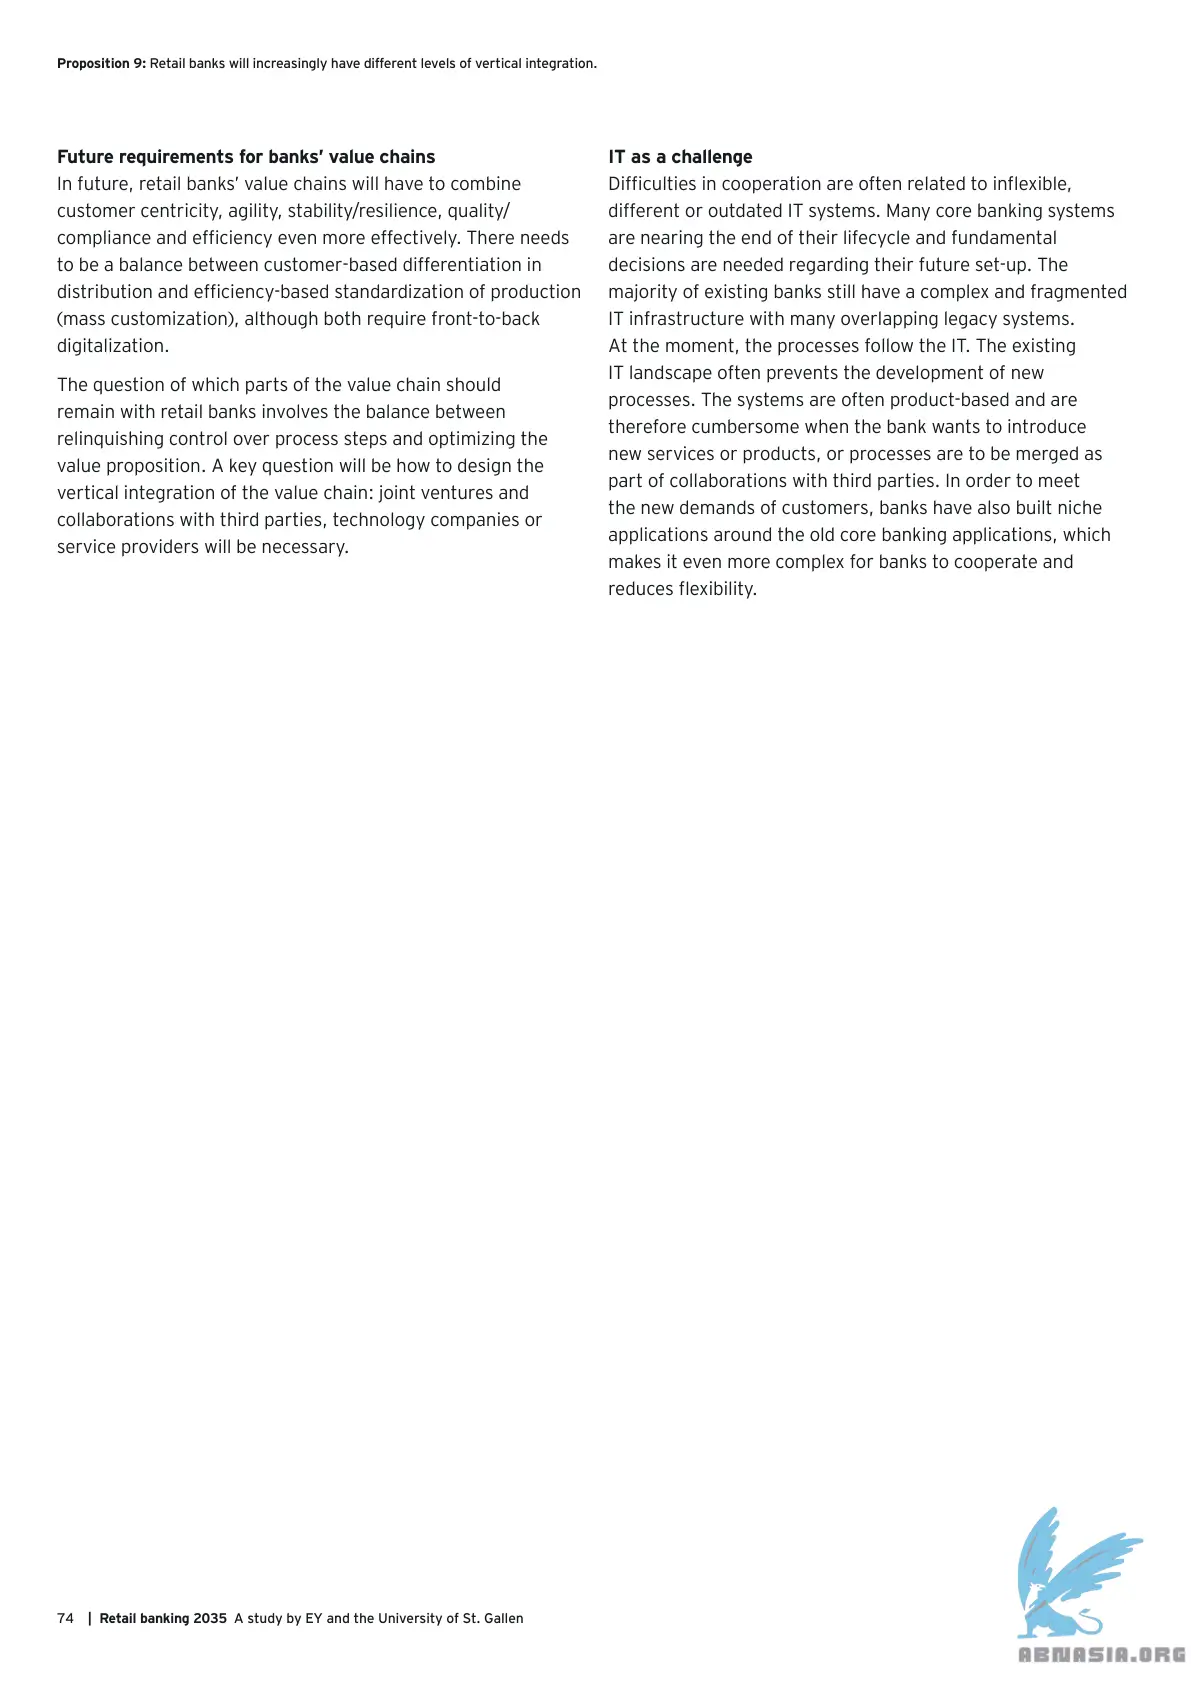 Proposition 9: Retail banks will increasingly have different levels of vertical integration.
Future requirements for banks’ value chains
In future, retail banks’ value chains will have to combine
customer centricity, agility, stability/resilience, quality/
compliance and efficiency even more effectively. There needs
to be a balance between customer-based differentiation in
distribution and efficiency-based standardization of production
(mass customization), although both require front-to-back
digitalization.
The question of which parts of the value chain should
remain with retail banks involves the balance between
relinquishing control over process steps and optimizing the
value proposition. A key question will be how to design the
vertical integration of the value chain: joint ventures and
collaborations with third parties, technology companies or
service providers will be necessary.
IT as a challenge
Difficulties in cooperation are often related to inflexible,
different or outdated IT systems. Many core banking systems
are nearing the end of their lifecycle and fundamental
decisions are needed regarding their future set-up. The
majority of existing banks still have a complex and fragmented
IT infrastructure with many overlapping legacy systems.
At the moment, the processes follow the IT. The existing
IT landscape often prevents the development of new
processes. The systems are often product-based and are
therefore cumbersome when the bank wants to introduce
new services or products, or processes are to be merged as
part of collaborations with third parties. In order to meet
the new demands of customers, banks have also built niche
applications around the old core banking applications, which
makes it even more complex for banks to cooperate and
reduces flexibility.
74 | Retail banking 2035 A study by EY and the University of St. Gallen
ABNASIA.ORG